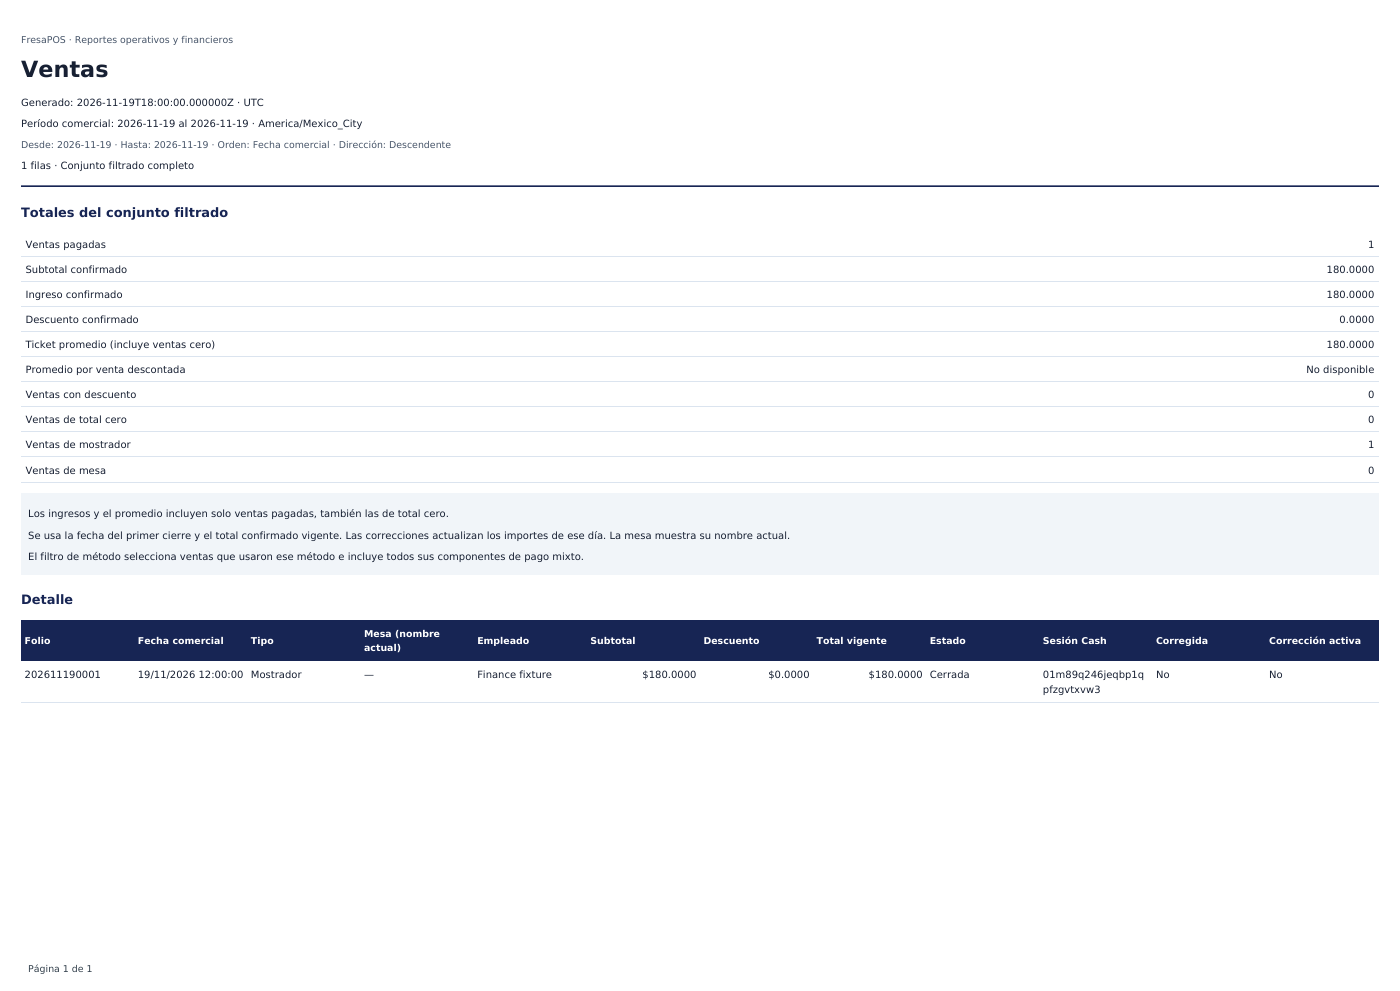 FresaPOS · Reportes operativos y financieros
Ventas
Generado: 2026-11-19T18:00:00.000000Z · UTC
Período comercial: 2026-11-19 al 2026-11-19 · America/Mexico_City
Desde: 2026-11-19 · Hasta: 2026-11-19 · Orden: Fecha comercial · Dirección: Descendente
1 filas · Conjunto filtrado completo
Totales del conjunto filtrado
Ventas pagadas 1
Subtotal confirmado 180.0000
Ingreso confirmado 180.0000
Descuento confirmado 0.0000
Ticket promedio (incluye ventas cero) 180.0000
Promedio por venta descontada No disponible
Ventas con descuento 0
Ventas de total cero 0
Ventas de mostrador 1
Ventas de mesa 0
Los ingresos y el promedio incluyen solo ventas pagadas, también las de total cero.
Se usa la fecha del primer cierre y el total confirmado vigente. Las correcciones actualizan los importes de ese día. La mesa muestra su nombre actual.
El filtro de método selecciona ventas que usaron ese método e incluye todos sus componentes de pago mixto.
Detalle
Folio Fecha comercial Tipo Mesa (nombre actual) Empleado Subtotal Descuento Total vigente Estado Sesión Cash Corregida Corrección activa
202611190001 19/11/2026 12:00:00 Mostrador — Finance fixture $180.0000 $0.0000 $180.0000 Cerrada 01m89q246jeqbp1q No No
pfzgvtxvw3
Página 1 de 1